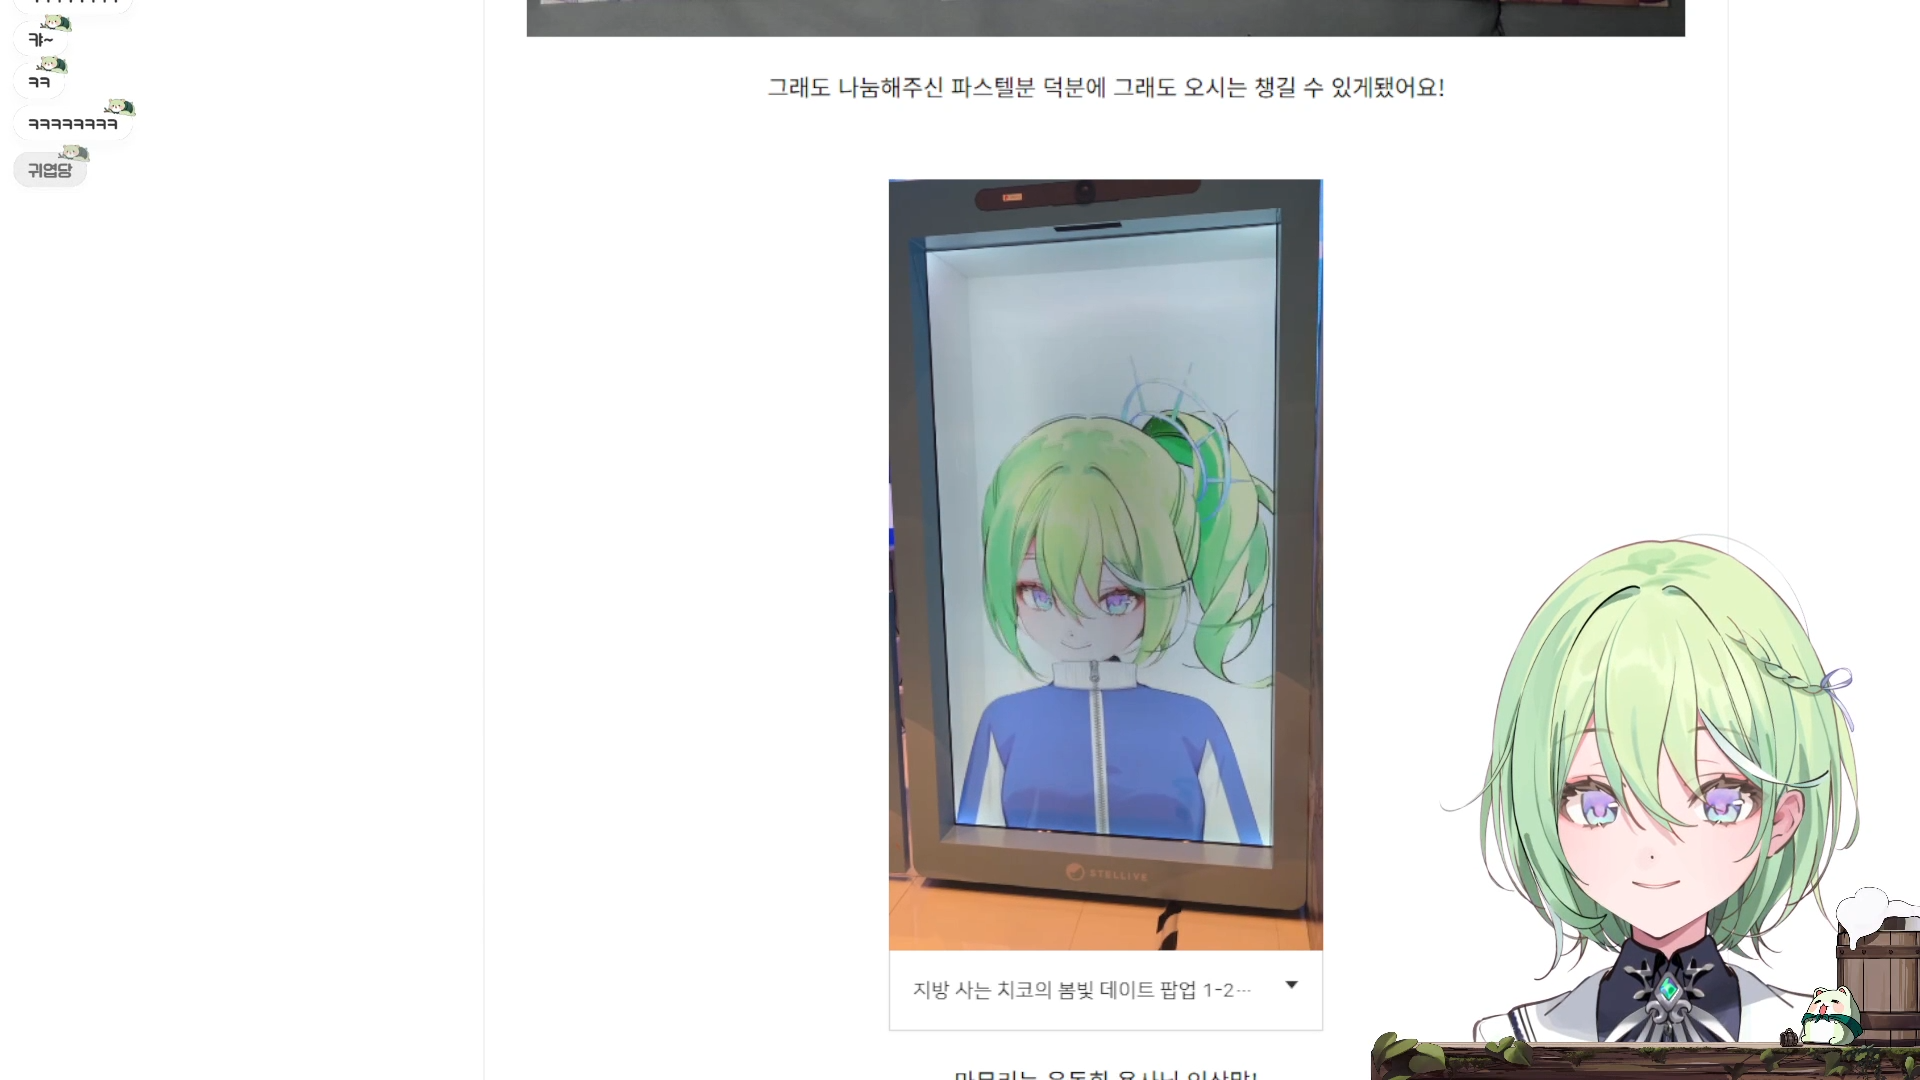 캬~
ㅋㅋ
ㅋㅋㅋㅋㅋㅋㅋㅋ
귀엽당
그래도 나눔해주신 파스텔분 덕분에 그래도 오시는 챙길 수 있게됐어요!
STELLIVE
지방 사는 치코의 봄빛 데이트 팝업 1-2…